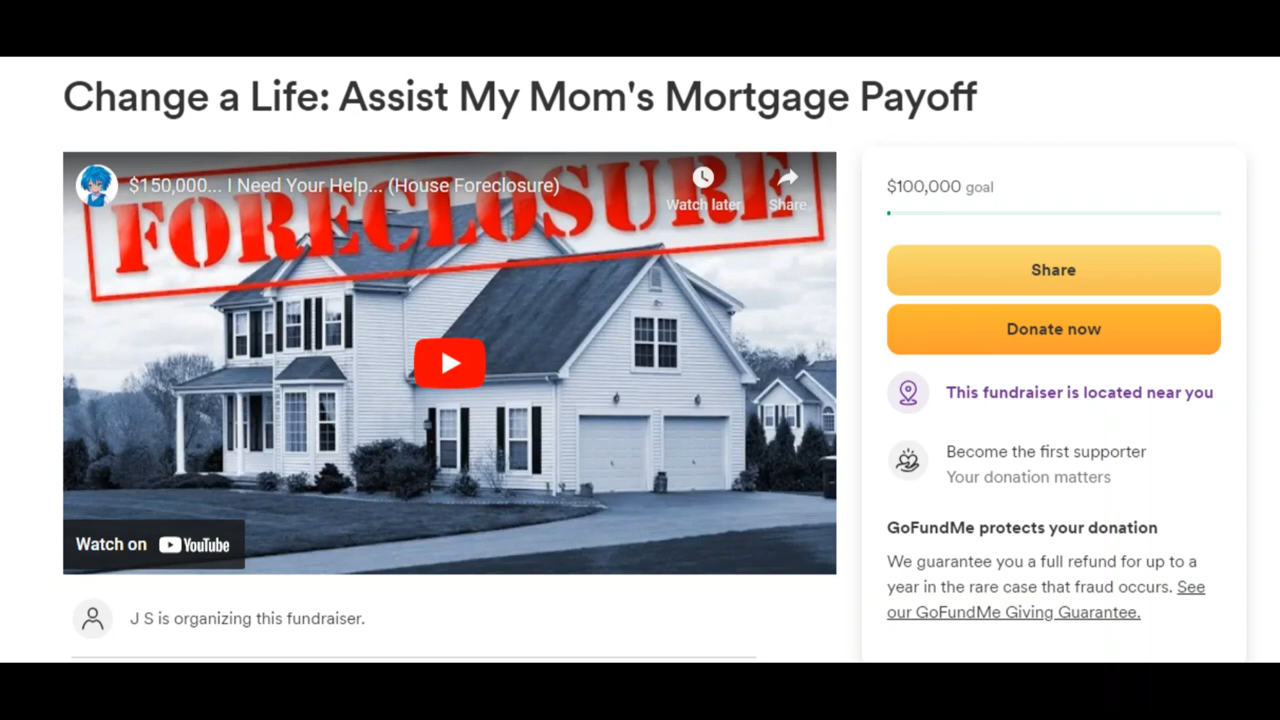 Change a Life: Assist My Mom's Mortgage Payoff
$150,000... I Need Your Help... (House Foreclosure)
Watch later
Share
FORECLOSURE
Watch on YouTube
J S is organizing this fundraiser.
$100,000 goal
Share
Donate now
This fundraiser is located near you
Become the first supporter
Your donation matters
GoFundMe protects your donation
We guarantee you a full refund for up to a
year in the rare case that fraud occurs. See
our GoFundMe Giving Guarantee.